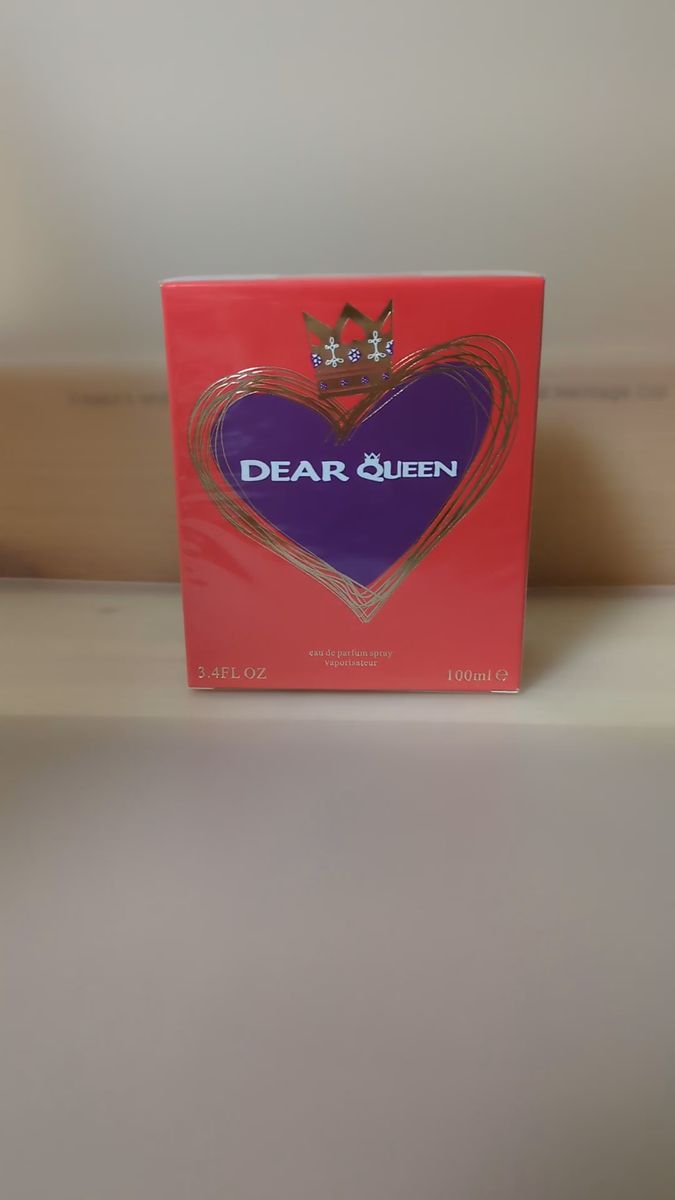 DEAR QUEEN
eau de parfum spray
vaporisateur
3.4FL OZ
100ml ℮